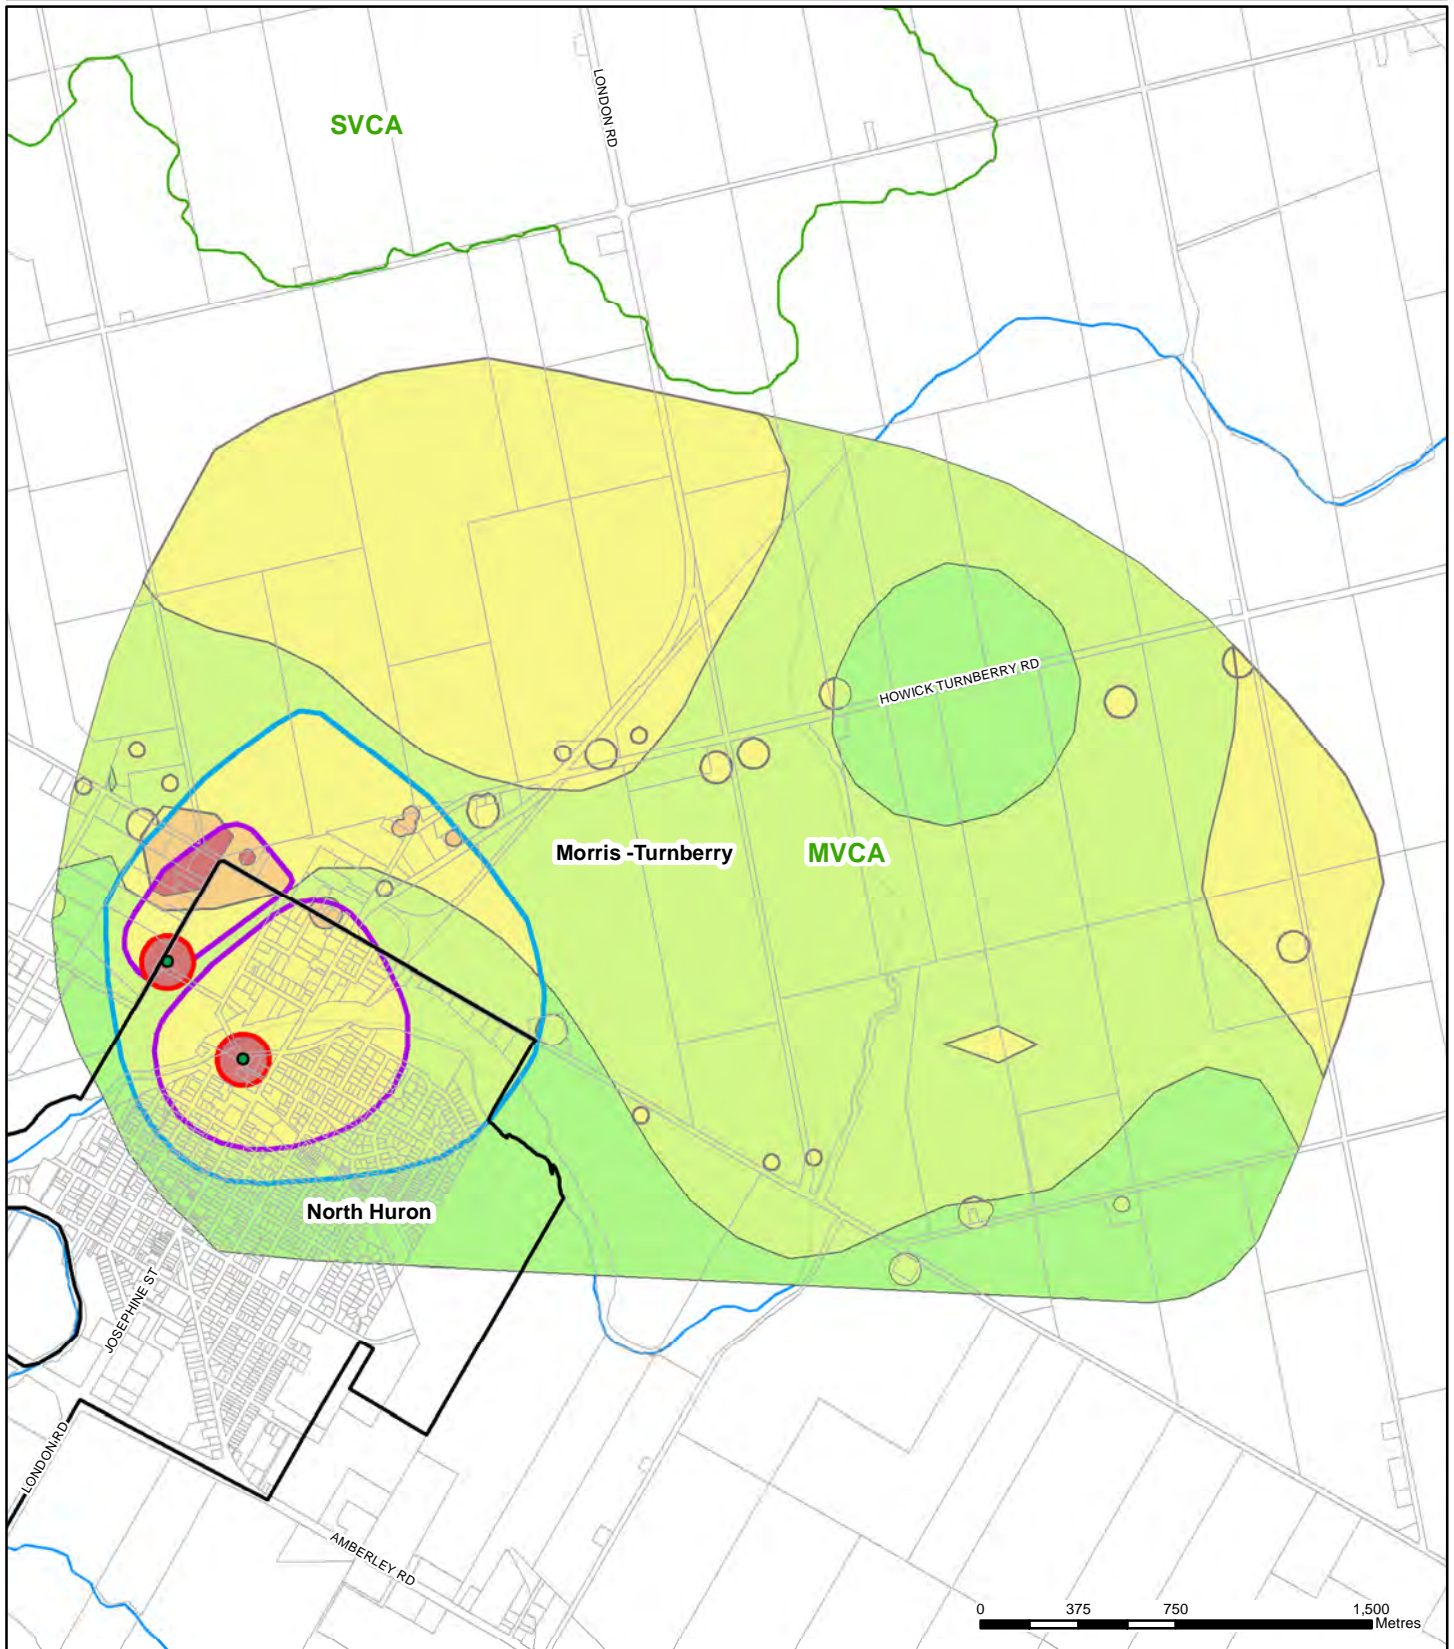 LONDON RD
SVCA
HOWICK TURNBERRY RD
Morris -Turnberry
MVCA
North Huron
JOSEPHINE ST
LONDON RD
AMBERLEY RD
0 375 750 1,500
Metres